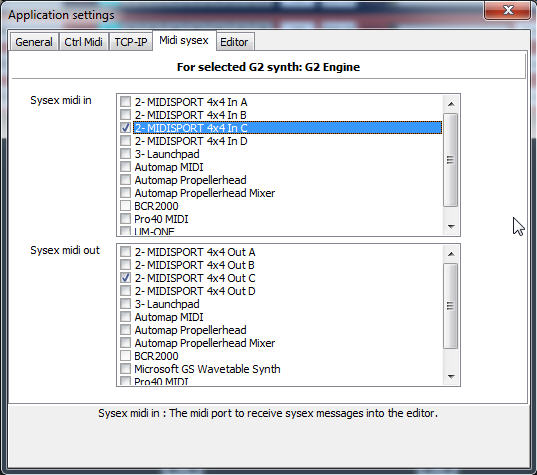 Application settings
General
Ctrl Midi
TCP-IP
Midi sysex
Editor
For selected G2 synth: G2 Engine
Sysex midi in
2- MIDISPORT 4x4 In A
2- MIDISPORT 4x4 In B
2- MIDISPORT 4x4 In C
2- MIDISPORT 4x4 In D
3- Launchpad
Automap MIDI
Automap Propellerhead
Automap Propellerhead Mixer
BCR2000
Pro40 MIDI
UM-ONE
Sysex midi out
2- MIDISPORT 4x4 Out A
2- MIDISPORT 4x4 Out B
2- MIDISPORT 4x4 Out C
2- MIDISPORT 4x4 Out D
3- Launchpad
Automap MIDI
Automap Propellerhead
Automap Propellerhead Mixer
BCR2000
Microsoft GS Wavetable Synth
Pro40 MIDI
Sysex midi in : The midi port to receive sysex messages into the editor.